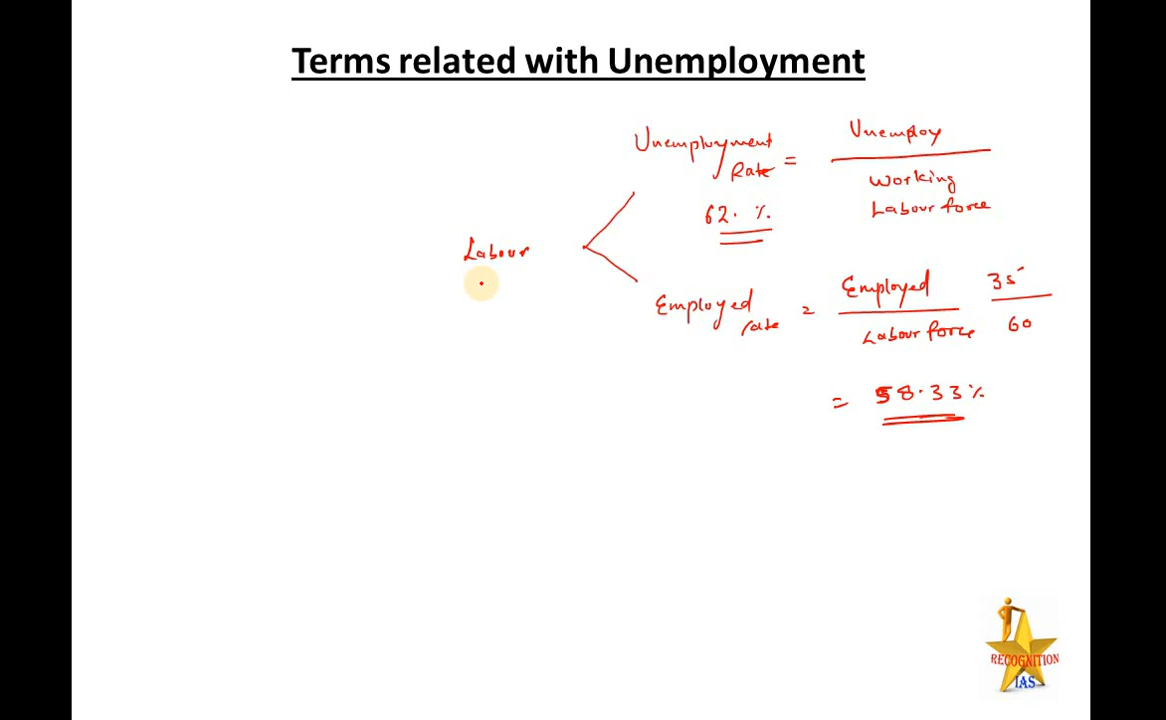 Terms related with Unemployment
Unemployment Rate = Unemploy / Working Labour force
62. %
Labour
Employed rate = Employed / Labour force 35 / 60
= 58.33%
RECOGNITION
IAS